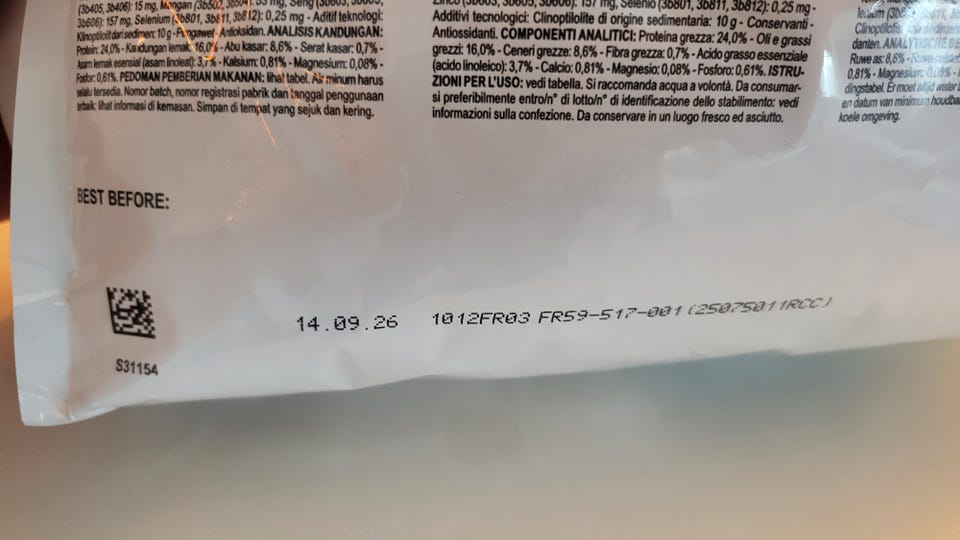 (3b405, 3b406): 15 mg, Mangan (3b502, 3b504)
3b606): 157 mg, Selenium (3b801, 3b811, 3b812): 0,25 mg - Aditif teknologi:
Klinoptilolit dari sedimen: 10 g - Pengawet - Antioksidan. ANALISIS KANDUNGAN:
Protein: 24,0% - Kandungan lemak: 16,0% - Abu kasar: 8,6% - Serat kasar: 0,7% -
Asam lemak esensial (asam linoleat): 3,7% - Kalsium: 0,81% - Magnesium: 0,08% -
Fosfor: 0,61%. PEDOMAN PEMBERIAN MAKANAN: lihat tabel. Air minum harus
selalu tersedia. Nomor batch, nomor registrasi pabrik dan tanggal penggunaan
terbaik: lihat informasi di kemasan. Simpan di tempat yang sejuk dan kering.
Zinco (3b603, 3b605, 3b606): 157 mg, Selenio (3b801, 3b811, 3b812): 0,25 mg -
Additivi tecnologici: Clinoptilolite di origine sedimentaria: 10 g - Conservanti -
Antiossidanti. COMPONENTI ANALITICI: Proteina grezza: 24,0% - Oli e grassi
grezzi: 16,0% - Ceneri grezze: 8,6% - Fibra grezza: 0,7% - Acido grasso essenziale
(acido linoleico): 3,7% - Calcio: 0,81% - Magnesio: 0,08% - Fosforo: 0,61%. ISTRU-
ZIONI PER L'USO: vedi tabella. Si raccomanda acqua a volontà. Da consumar-
si preferibilmente entro/n° di lotto/n° di identificazione dello stabilimento: vedi
informazioni sulla confezione. Da conservare in un luogo fresco ed asciutto.
danten. ANALYTISCHE BE
Ruwe as: 8,6% - Ruwe
0,81% - Magnesium: 0,08% -
dingstabel. Er moet altijd water
en datum van minimum houdba
koele omgeving.
BEST BEFORE:
S31154
14.09.26 1012FR03 FR59-517-001 (25075011RCC)